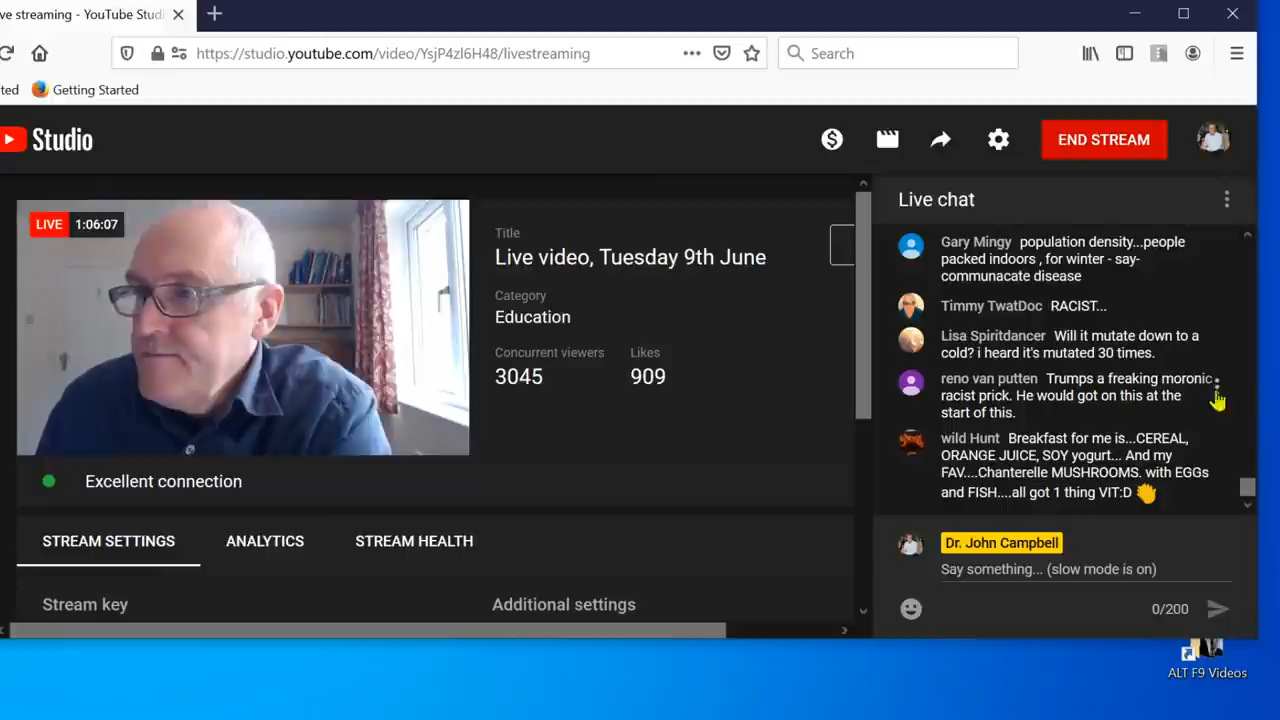 ve streaming - YouTube Studi
https://studio.youtube.com/video/YsjP4zl6H48/livestreaming
Search
ted
Getting Started
Studio
END STREAM
LIVE 1:06:07
Title
Live video, Tuesday 9th June
Category
Education
Concurrent viewers
Likes
3045
909
Excellent connection
STREAM SETTINGS
ANALYTICS
STREAM HEALTH
Stream key
Additional settings
Live chat
Gary Mingy population density...people
packed indoors , for winter - say-
communacate disease
Timmy TwatDoc RACIST...
Lisa Spiritdancer Will it mutate down to a
cold? i heard it's mutated 30 times.
reno van putten Trumps a freaking moronic
racist prick. He would got on this at the
start of this.
wild Hunt Breakfast for me is...CEREAL,
ORANGE JUICE, SOY yogurt... And my
FAV....Chanterelle MUSHROOMS. with EGGs
and FISH....all got 1 thing VIT:D
Dr. John Campbell
Say something... (slow mode is on)
0/200
ALT F9 Videos